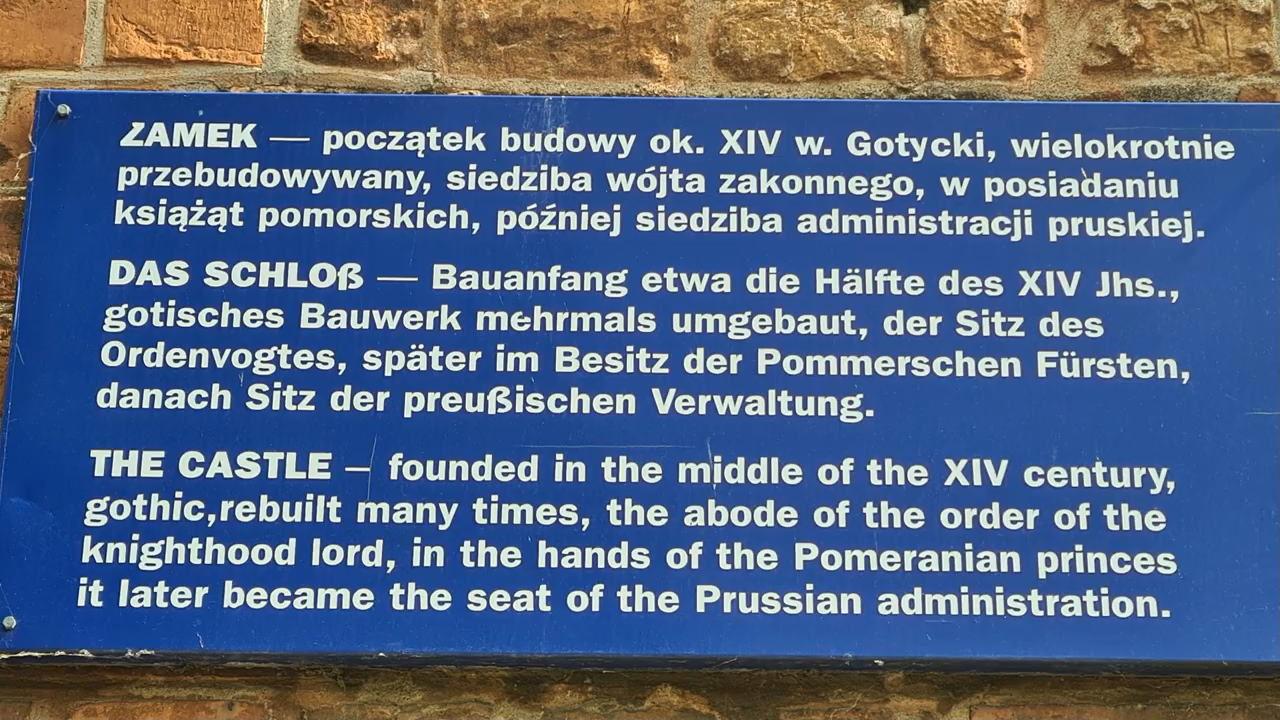 ZAMEK — początek budowy ok. XIV w. Gotycki, wielokrotnie
przebudowywany, siedziba wójta zakonnego, w posiadaniu
książąt pomorskich, później siedziba administracji pruskiej.
DAS SCHLOß — Bauanfang etwa die Hälfte des XIV Jhs.,
gotisches Bauwerk mehrmals umgebaut, der Sitz des
Ordenvogtes, später im Besitz der Pommerschen Fürsten,
danach Sitz der preußischen Verwaltung.
THE CASTLE — founded in the middle of the XIV century,
gothic,rebuilt many times, the abode of the order of the
knighthood lord, in the hands of the Pomeranian princes
it later became the seat of the Prussian administration.